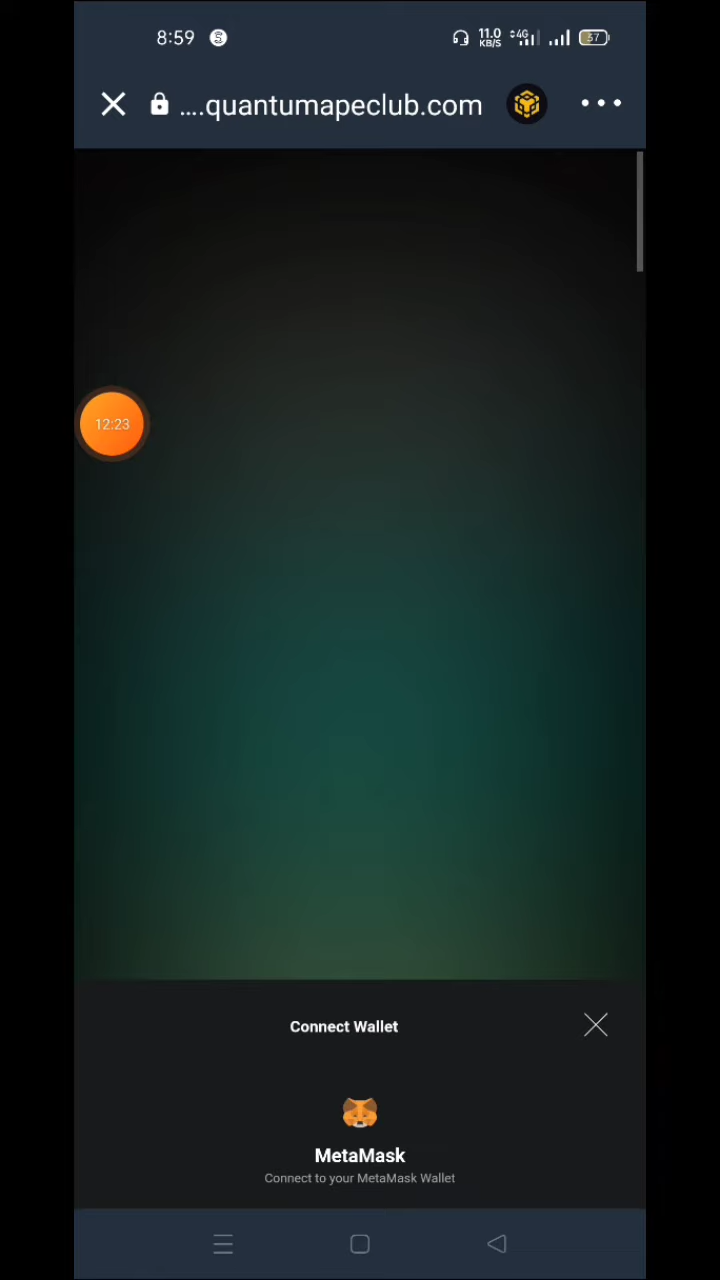 8:59
11.0
KB/S
4G
57
....quantumapeclub.com
12:23
Connect Wallet
MetaMask
Connect to your MetaMask Wallet